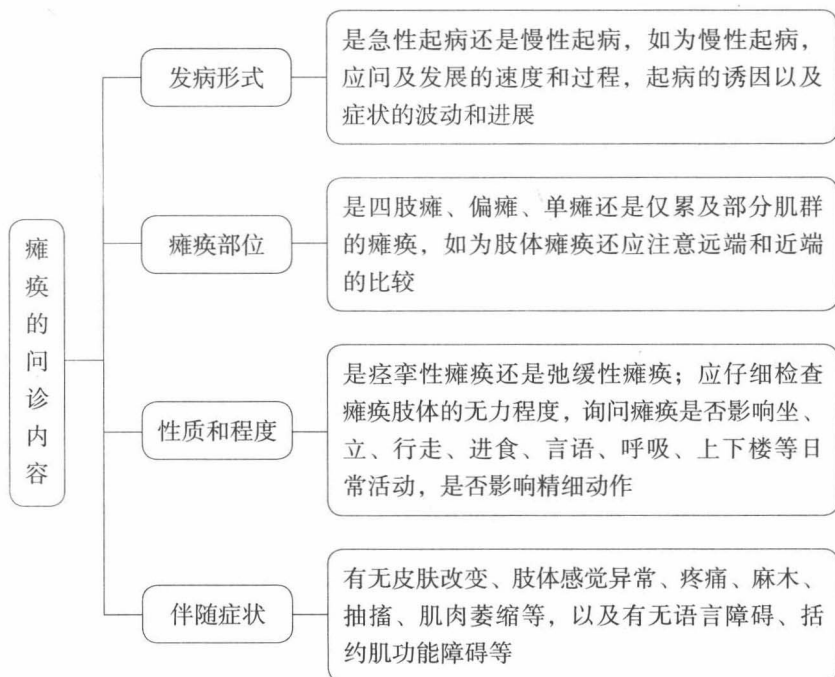 瘫痪的问诊内容
发病形式
是急性起病还是慢性起病，如为慢性起病，
应问及发展的速度和过程，起病的诱因以及
症状的波动和进展
瘫痪部位
是四肢瘫、偏瘫、单瘫还是仅累及部分肌群
的瘫痪，如为肢体瘫痪还应注意远端和近端
的比较
性质和程度
是痉挛性瘫痪还是弛缓性瘫痪；应仔细检查
瘫痪肢体的无力程度，询问瘫痪是否影响坐、
立、行走、进食、言语、呼吸、上下楼等日
常活动，是否影响精细动作
伴随症状
有无皮肤改变、肢体感觉异常、疼痛、麻木、
抽搐、肌肉萎缩等，以及有无语言障碍、括
约肌功能障碍等